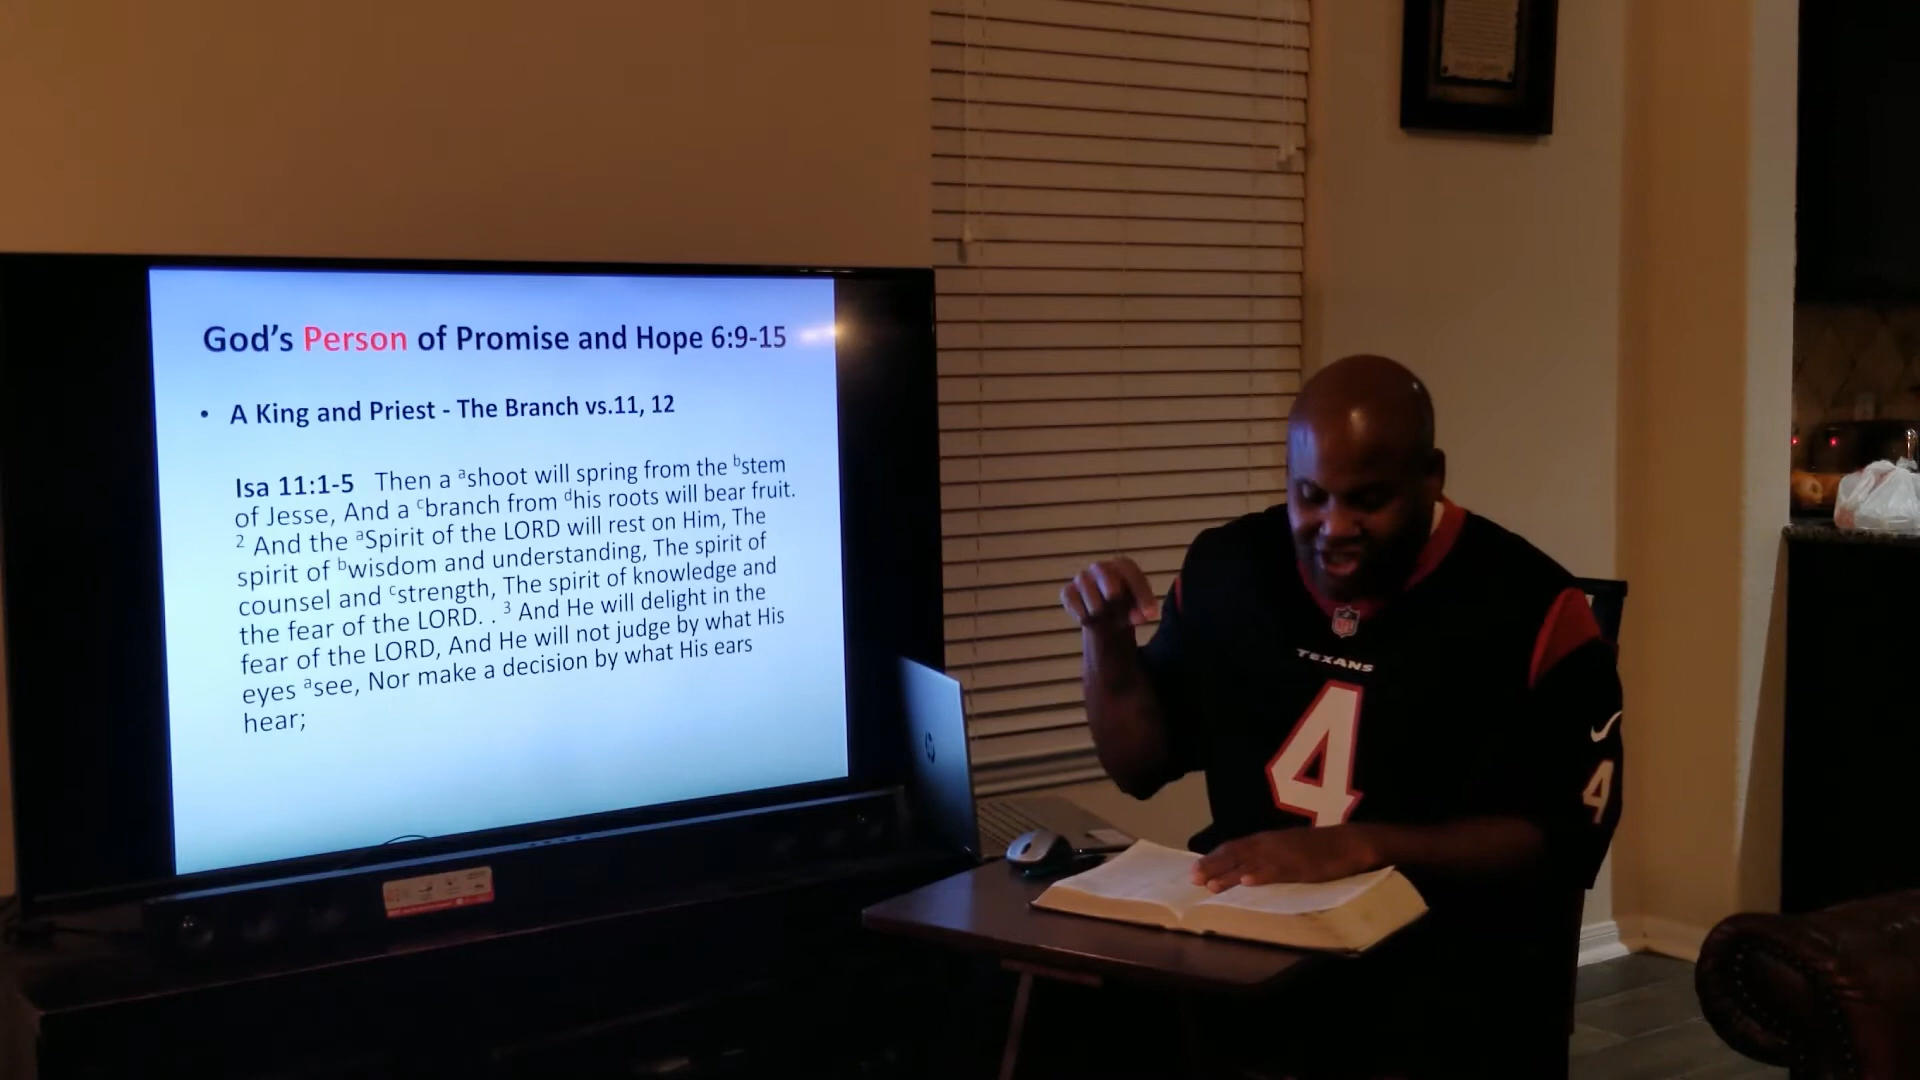 God's Person of Promise and Hope 6:9-15
• A King and Priest - The Branch vs.11, 12
Isa 11:1-5 Then a ᵃshoot will spring from the ᵇstem
of Jesse, And a ᶜbranch from ᵈhis roots will bear fruit.
² And the ᵃSpirit of the LORD will rest on Him, The
spirit of ᵇwisdom and understanding, The spirit of
counsel and ᶜstrength, The spirit of knowledge and
the fear of the LORD. . ³ And He will delight in the
fear of the LORD, And He will not judge by what His
eyes ᵃsee, Nor make a decision by what His ears
hear;
hp
NFL
TEXANS
4
4